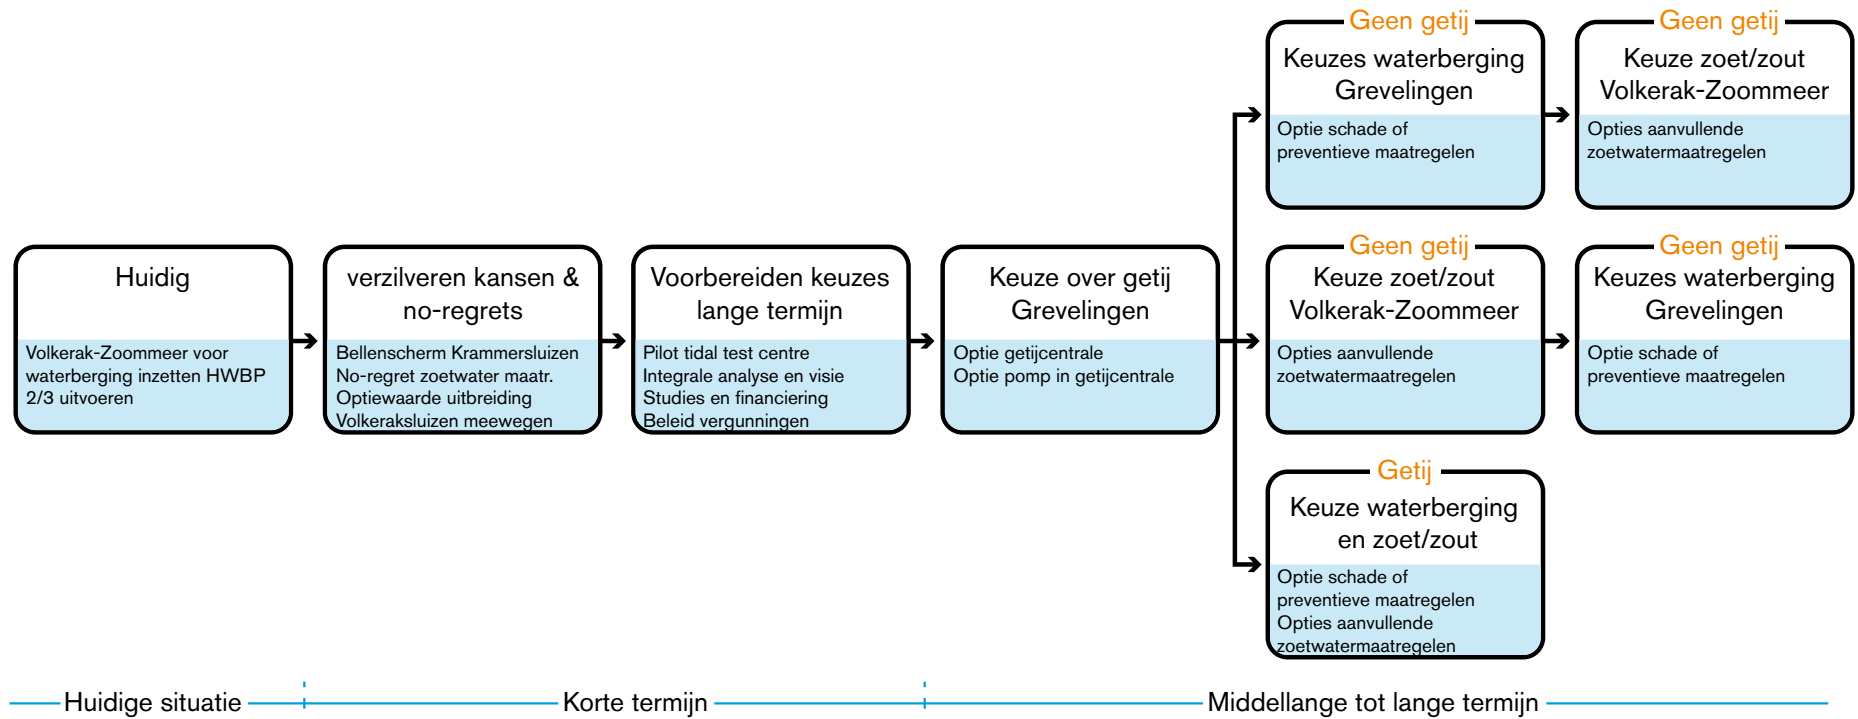 Huidig
Volkerak-Zoommeer voor
waterberging inzetten HWBP
2/3 uitvoeren
verzilveren kansen &
no-regrets
Bellenscherm Krammersluizen
No-regret zoetwater maatr.
Optiewaarde uitbreiding
Volkeraksluizen meewegen
Voorbereiden keuzes
lange termijn
Pilot tidal test centre
Integrale analyse en visie
Studies en financiering
Beleid vergunningen
Keuze over getij
Grevelingen
Optie getijcentrale
Optie pomp in getijcentrale
Geen getij
Keuzes waterberging
Grevelingen
Optie schade of
preventieve maatregelen
Geen getij
Keuze zoet/zout
Volkerak-Zoommeer
Opties aanvullende
zoetwatermaatregelen
Geen getij
Keuze zoet/zout
Volkerak-Zoommeer
Opties aanvullende
zoetwatermaatregelen
Geen getij
Keuzes waterberging
Grevelingen
Optie schade of
preventieve maatregelen
Getij
Keuze waterberging
en zoet/zout
Optie schade of
preventieve maatregelen
Opties aanvullende
zoetwatermaatregelen
Huidige situatie
Korte termijn
Middellange tot lange termijn